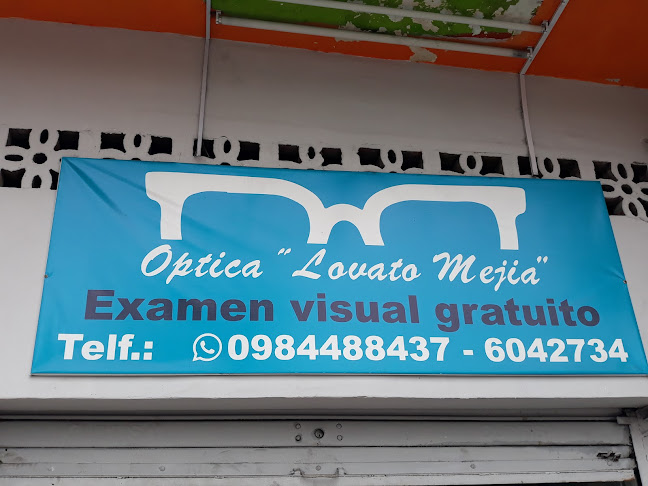 Optica "Lovato Mejia"
Examen visual gratuito
Telf.: 0984488437 - 6042734